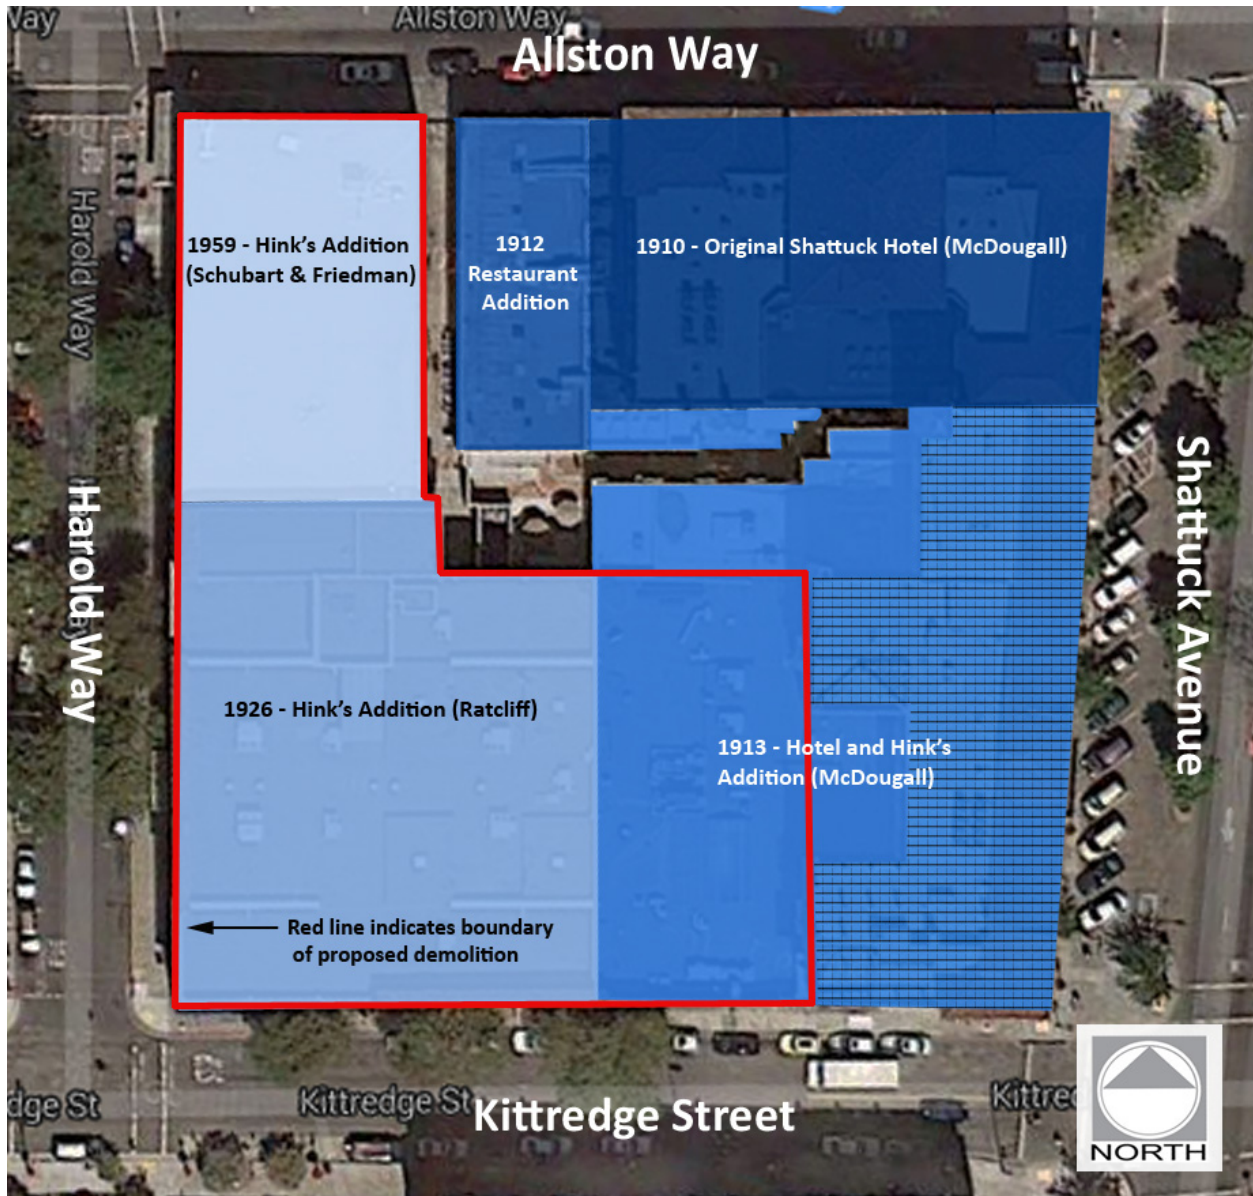 Way
Allston Way
Allston Way
1959 - Hink's Addition
(Schubart & Friedman)
1912
Restaurant
Addition
1910 - Original Shattuck Hotel (McDougall)
Harold Way
Harold Way
Shattuck Avenue
1926 - Hink's Addition (Ratcliff)
1913 - Hotel and Hink's
Addition (McDougall)
Red line indicates boundary
of proposed demolition
dge St
Kittredge St
Kittredge Street
Kittred
NORTH